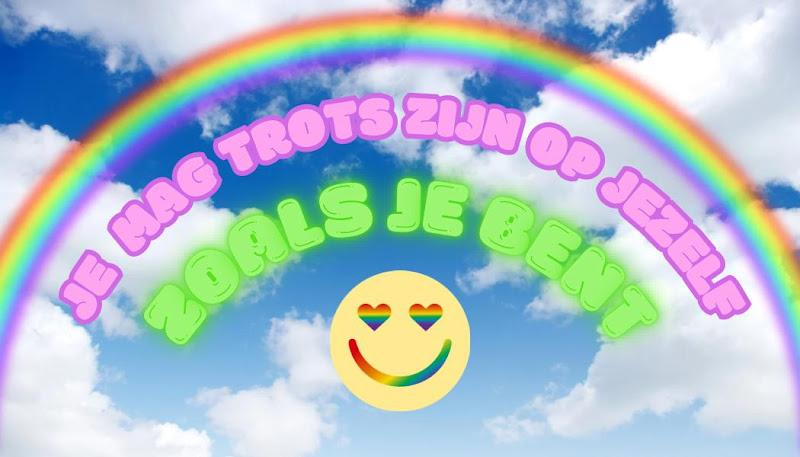 JE MAG TROTS ZIJN OP JEZELF
ZOALS JE BENT